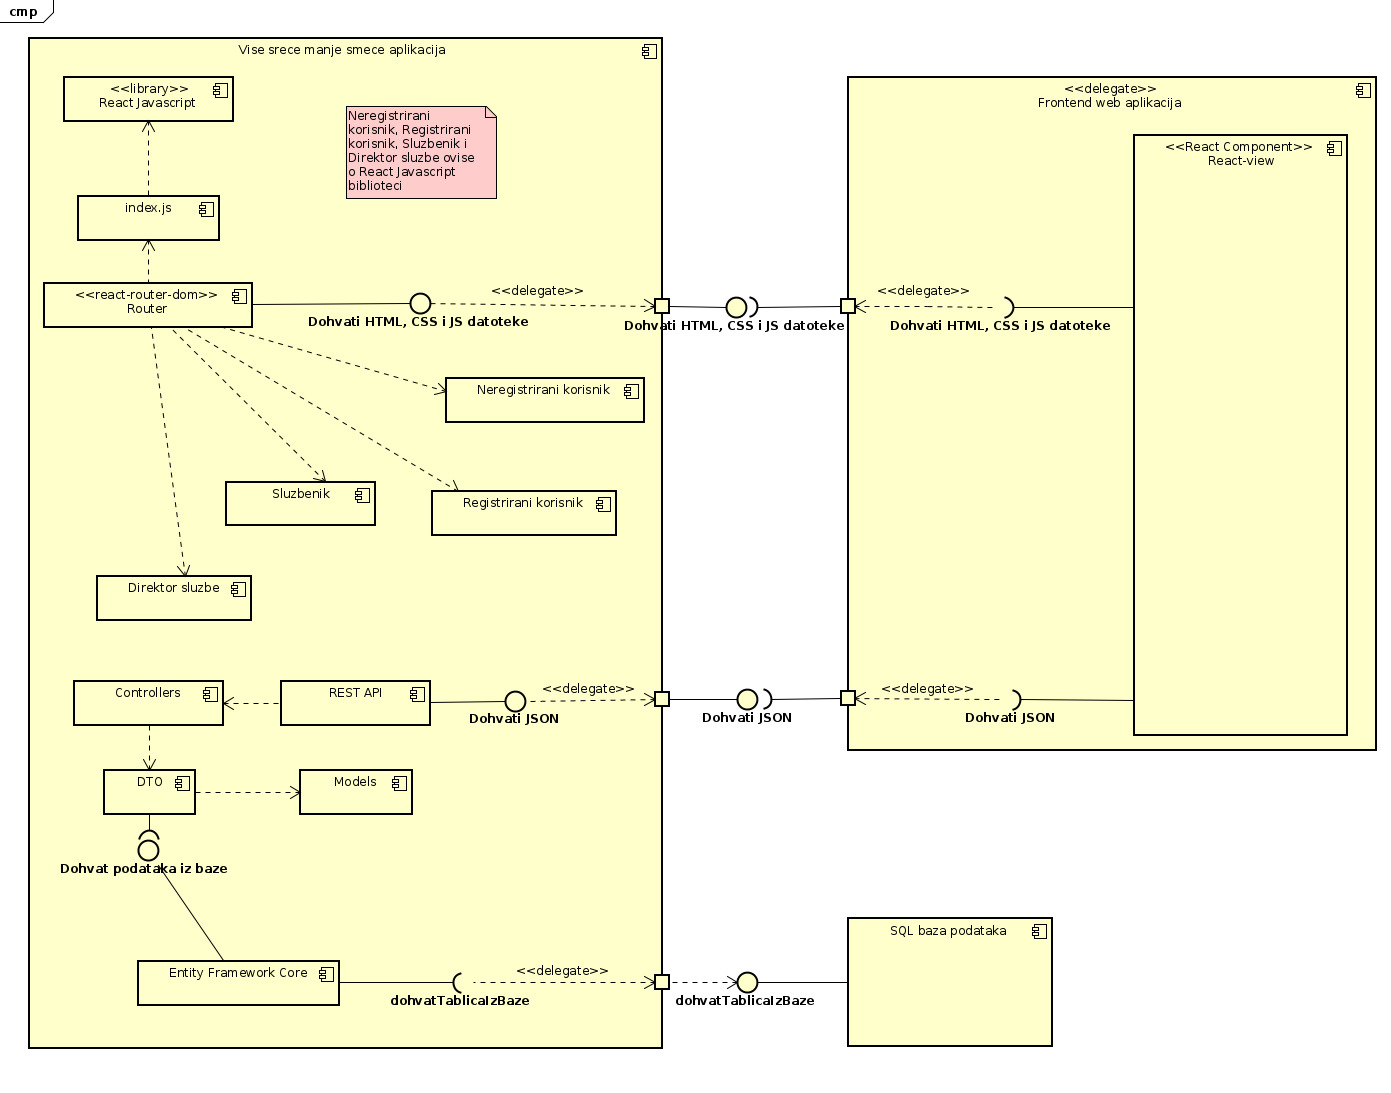 cmp
Vise srece manje smece aplikacija
<<library>>
React Javascript
Neregistrirani
korisnik, Registrirani
korisnik, Sluzbenik i
Direktor sluzbe ovise
o React Javascript
biblioteci
index.js
<<react-router-dom>>
Router
<<delegate>>
Dohvati HTML, CSS i JS datoteke
Dohvati HTML, CSS i JS datoteke
Neregistrirani korisnik
Sluzbenik
Registrirani korisnik
Direktor sluzbe
Controllers
REST API
<<delegate>>
Dohvati JSON
Dohvati JSON
DTO
Models
Dohvat podataka iz baze
Entity Framework Core
<<delegate>>
dohvatTablicaIzBaze
dohvatTablicaIzBaze
<<delegate>>
Frontend web aplikacija
<<React Component>>
React-view
<<delegate>>
Dohvati HTML, CSS i JS datoteke
<<delegate>>
Dohvati JSON
SQL baza podataka